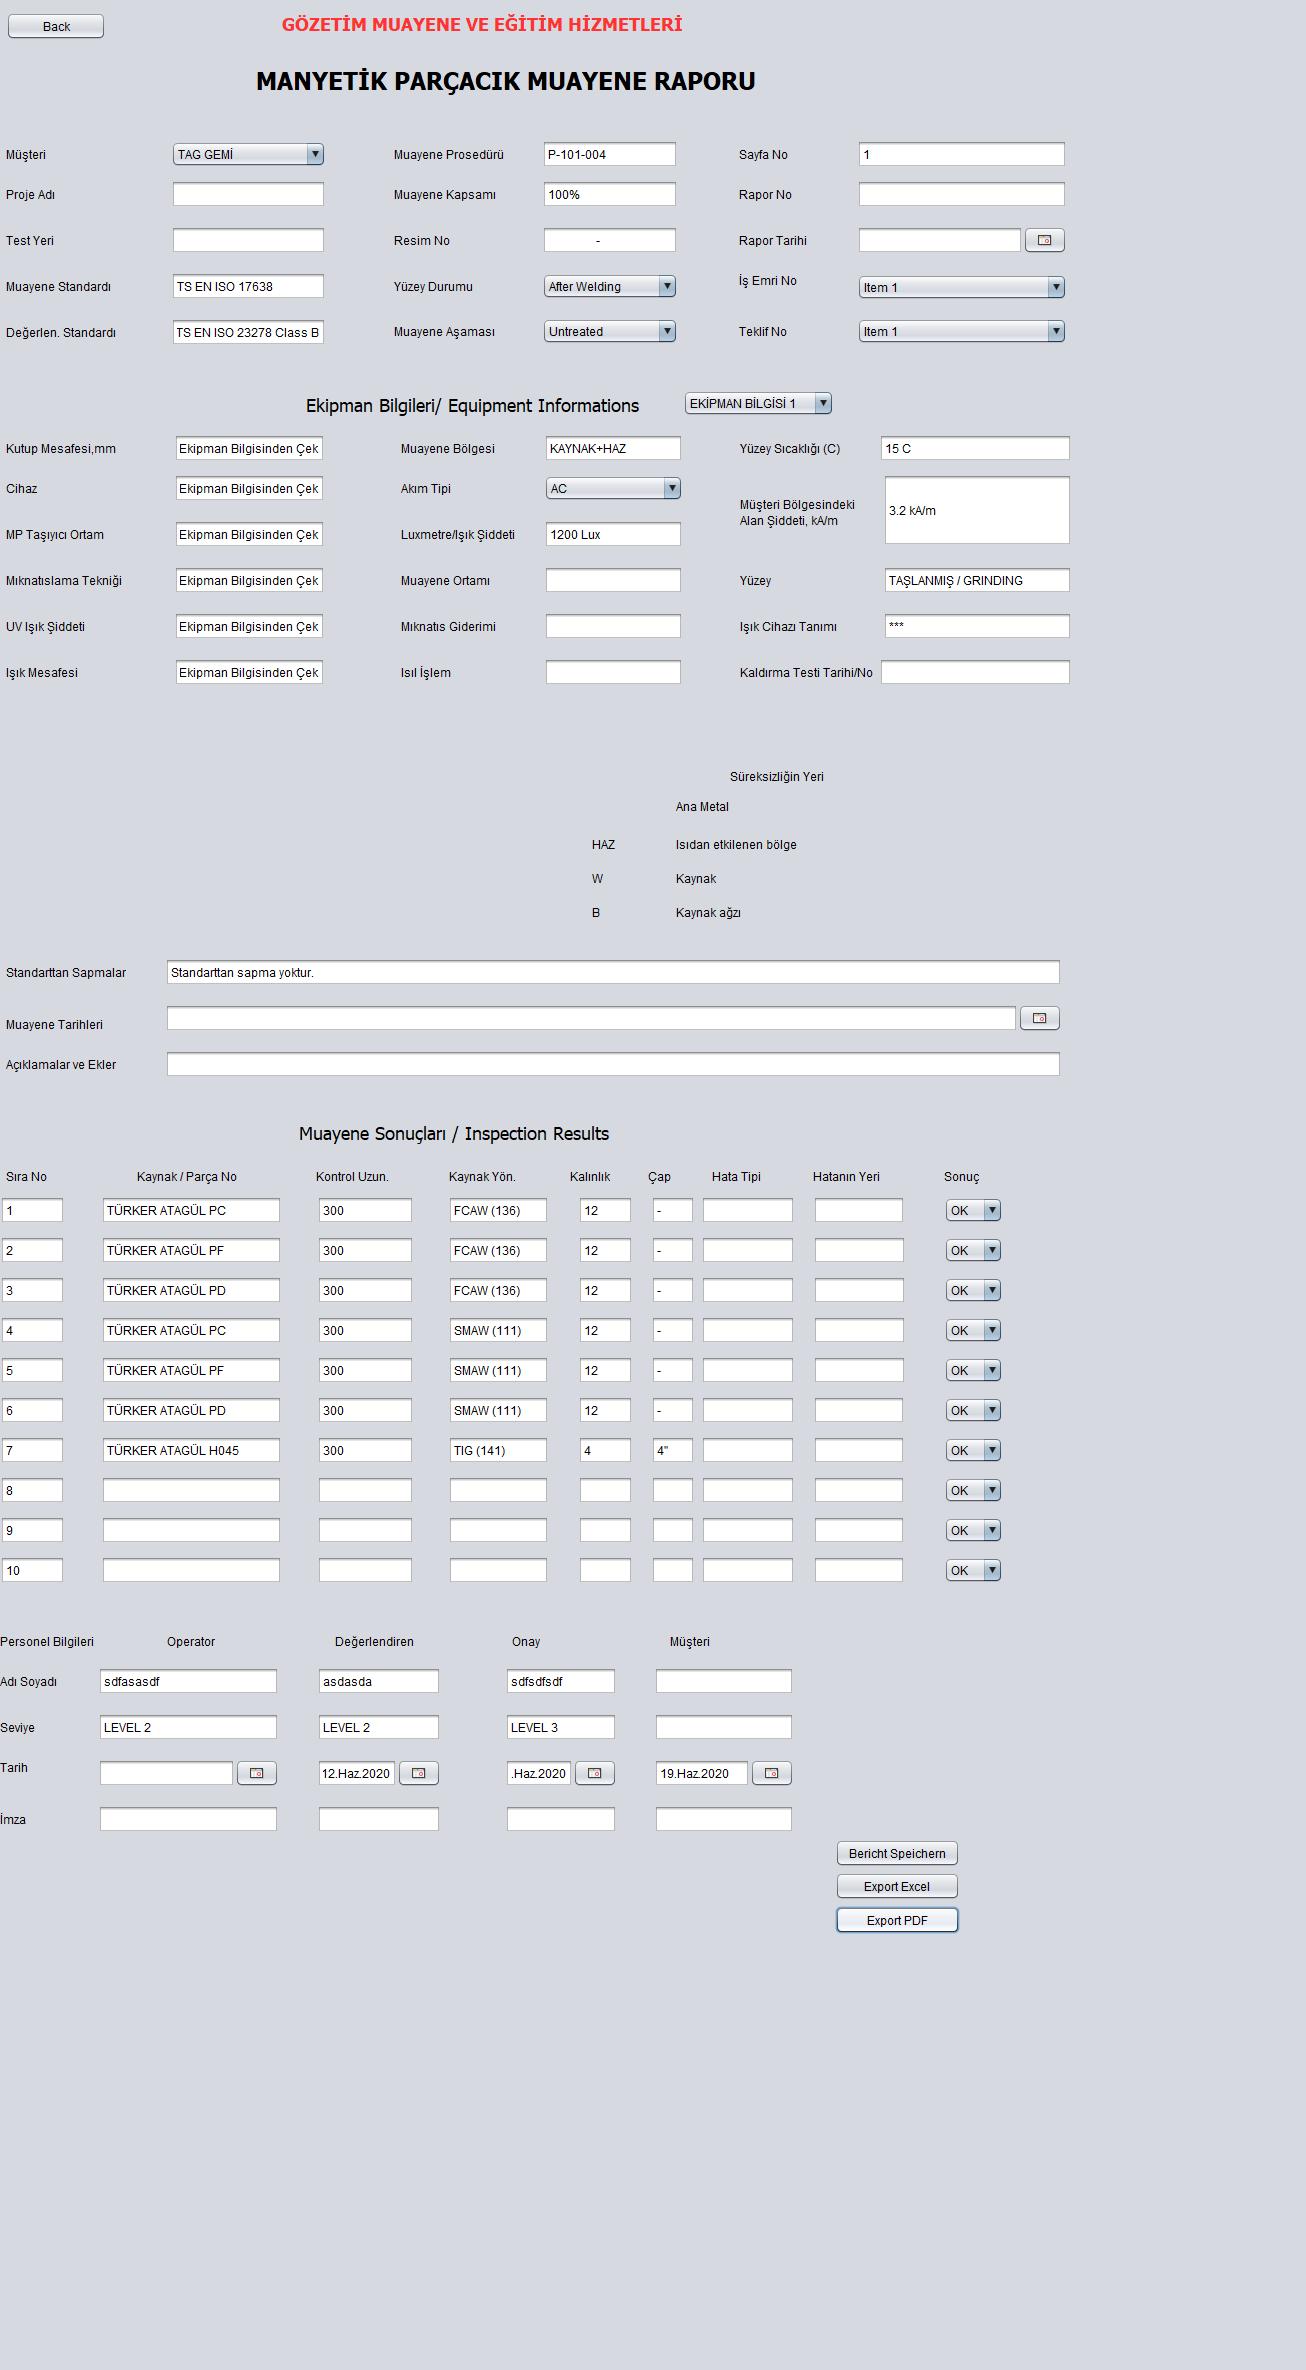 Back
GÖZETİM MUAYENE VE EĞİTİM HİZMETLERİ
MANYETİK PARÇACIK MUAYENE RAPORU
Müşteri TAG GEMİ Muayene Prosedürü P-101-004 Sayfa No 1
Proje Adı Muayene Kapsamı 100% Rapor No
Test Yeri Resim No - Rapor Tarihi
Muayene Standardı TS EN ISO 17638 Yüzey Durumu After Welding İş Emri No Item 1
Değerlen. Standardı TS EN ISO 23278 Class B Muayene Aşaması Untreated Teklif No Item 1
Ekipman Bilgileri/ Equipment Informations EKİPMAN BİLGİSİ 1
Kutup Mesafesi,mm Ekipman Bilgisinden Çek Muayene Bölgesi KAYNAK+HAZ Yüzey Sıcaklığı (C) 15 C
Cihaz Ekipman Bilgisinden Çek Akım Tipi AC
Müşteri Bölgesindeki
Alan Şiddeti, kA/m 3.2 kA/m
MP Taşıyıcı Ortam Ekipman Bilgisinden Çek Luxmetre/Işık Şiddeti 1200 Lux
Mıknatıslama Tekniği Ekipman Bilgisinden Çek Muayene Ortamı Yüzey TAŞLANMIŞ / GRINDING
UV Işık Şiddeti Ekipman Bilgisinden Çek Mıknatıs Giderimi Işık Cihazı Tanımı ***
Işık Mesafesi Ekipman Bilgisinden Çek Isıl İşlem Kaldırma Testi Tarihi/No
Süreksizliğin Yeri
Ana Metal
HAZ Isıdan etkilenen bölge
W Kaynak
B Kaynak ağzı
Standarttan Sapmalar Standarttan sapma yoktur.
Muayene Tarihleri
Açıklamalar ve Ekler
Muayene Sonuçları / Inspection Results
Sıra No Kaynak / Parça No Kontrol Uzun. Kaynak Yön. Kalınlık Çap Hata Tipi Hatanın Yeri Sonuç
1 TÜRKER ATAGÜL PC 300 FCAW (136) 12 - OK
2 TÜRKER ATAGÜL PF 300 FCAW (136) 12 - OK
3 TÜRKER ATAGÜL PD 300 FCAW (136) 12 - OK
4 TÜRKER ATAGÜL PC 300 SMAW (111) 12 - OK
5 TÜRKER ATAGÜL PF 300 SMAW (111) 12 - OK
6 TÜRKER ATAGÜL PD 300 SMAW (111) 12 - OK
7 TÜRKER ATAGÜL H045 300 TIG (141) 4 4" OK
8 OK
9 OK
10 OK
Personel Bilgileri Operator Değerlendiren Onay Müşteri
Adı Soyadı sdfasasdf asdasda sdfsdfsdf
Seviye LEVEL 2 LEVEL 2 LEVEL 3
Tarih 12.Haz.2020 .Haz.2020 19.Haz.2020
İmza
Bericht Speichern
Export Excel
Export PDF